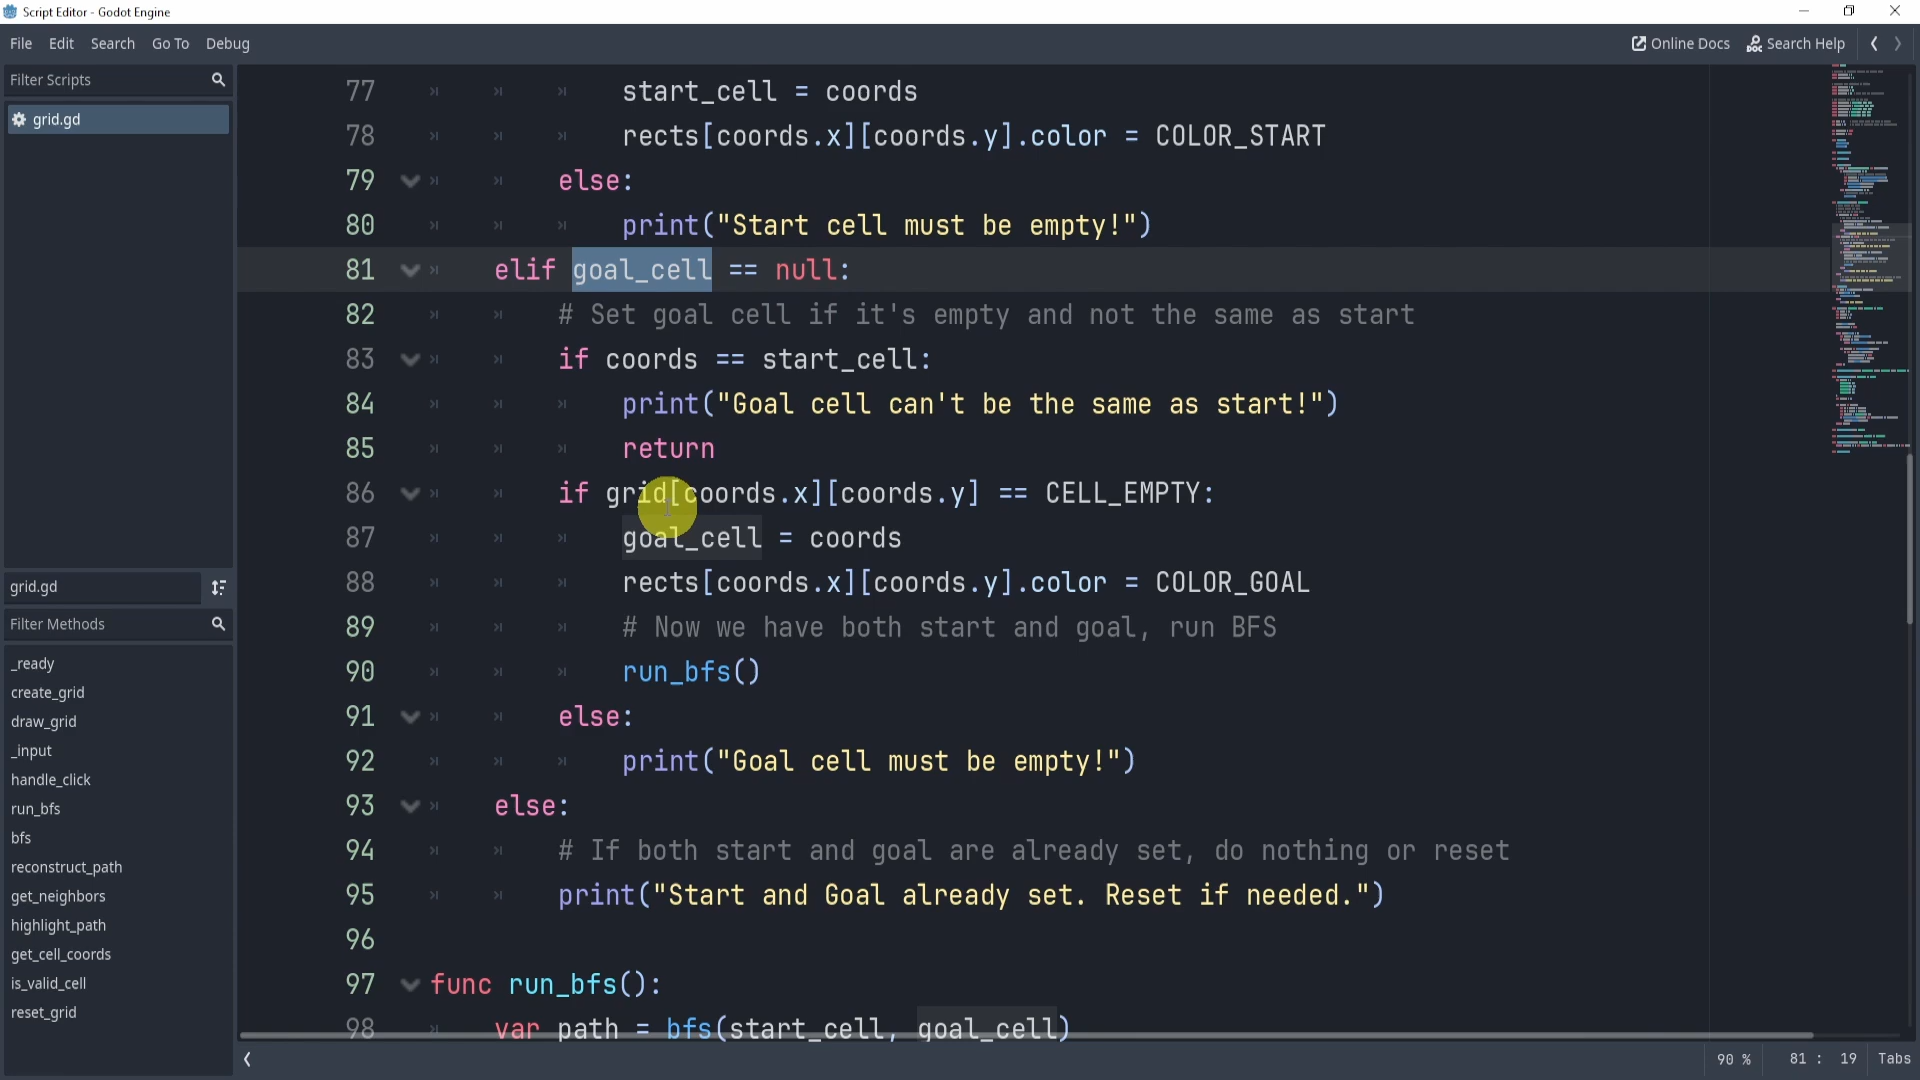 Script Editor - Godot Engine
File Edit Search Go To Debug
Online Docs Search Help
Filter Scripts
grid.gd
grid.gd
Filter Methods
_ready
create_grid
draw_grid
_input
handle_click
run_bfs
bfs
reconstruct_path
get_neighbors
highlight_path
get_cell_coords
is_valid_cell
reset_grid
77 start_cell = coords
78 rects[coords.x][coords.y].color = COLOR_START
79 else:
80 print("Start cell must be empty!")
81 elif goal_cell == null:
82 # Set goal cell if it's empty and not the same as start
83 if coords == start_cell:
84 print("Goal cell can't be the same as start!")
85 return
86 if grid[coords.x][coords.y] == CELL_EMPTY:
87 goal_cell = coords
88 rects[coords.x][coords.y].color = COLOR_GOAL
89 # Now we have both start and goal, run BFS
90 run_bfs()
91 else:
92 print("Goal cell must be empty!")
93 else:
94 # If both start and goal are already set, do nothing or reset
95 print("Start and Goal already set. Reset if needed.")
96
97 func run_bfs():
98 var path = bfs(start_cell, goal_cell)
90 % 81 : 19 Tabs